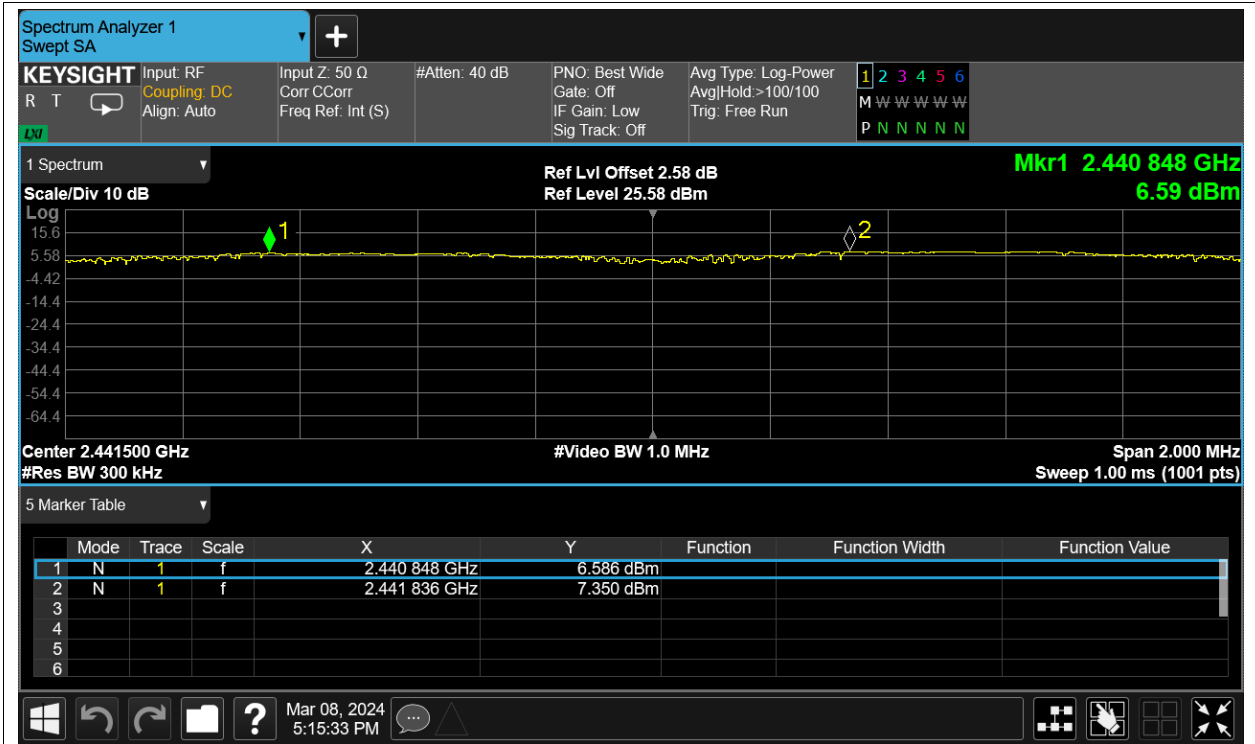 Spectrum Analyzer 1
Swept SA
KEYSIGHT
R T
LXI
Input: RF
Coupling: DC
Align: Auto
Input Z: 50 Ω
Corr CCorr
Freq Ref: Int (S)
#Atten: 40 dB
PNO: Best Wide
Gate: Off
IF Gain: Low
Sig Track: Off
Avg Type: Log-Power
Avg|Hold:>100/100
Trig: Free Run
1 2 3 4 5 6
M W W W W W
P N N N N N
1 Spectrum
Scale/Div 10 dB
Ref Lvl Offset 2.58 dB
Ref Level 25.58 dBm
Mkr1 2.440 848 GHz
6.59 dBm
Log
15.6
5.58
-4.42
-14.4
-24.4
-34.4
-44.4
-54.4
-64.4
1
2
Center 2.441500 GHz
#Video BW 1.0 MHz
Span 2.000 MHz
#Res BW 300 kHz
Sweep 1.00 ms (1001 pts)
5 Marker Table
Mode Trace Scale X Y Function Function Width Function Value
1 N 1 f 2.440 848 GHz 6.586 dBm
2 N 1 f 2.441 836 GHz 7.350 dBm
3
4
5
6
?
Mar 08, 2024
5:15:33 PM